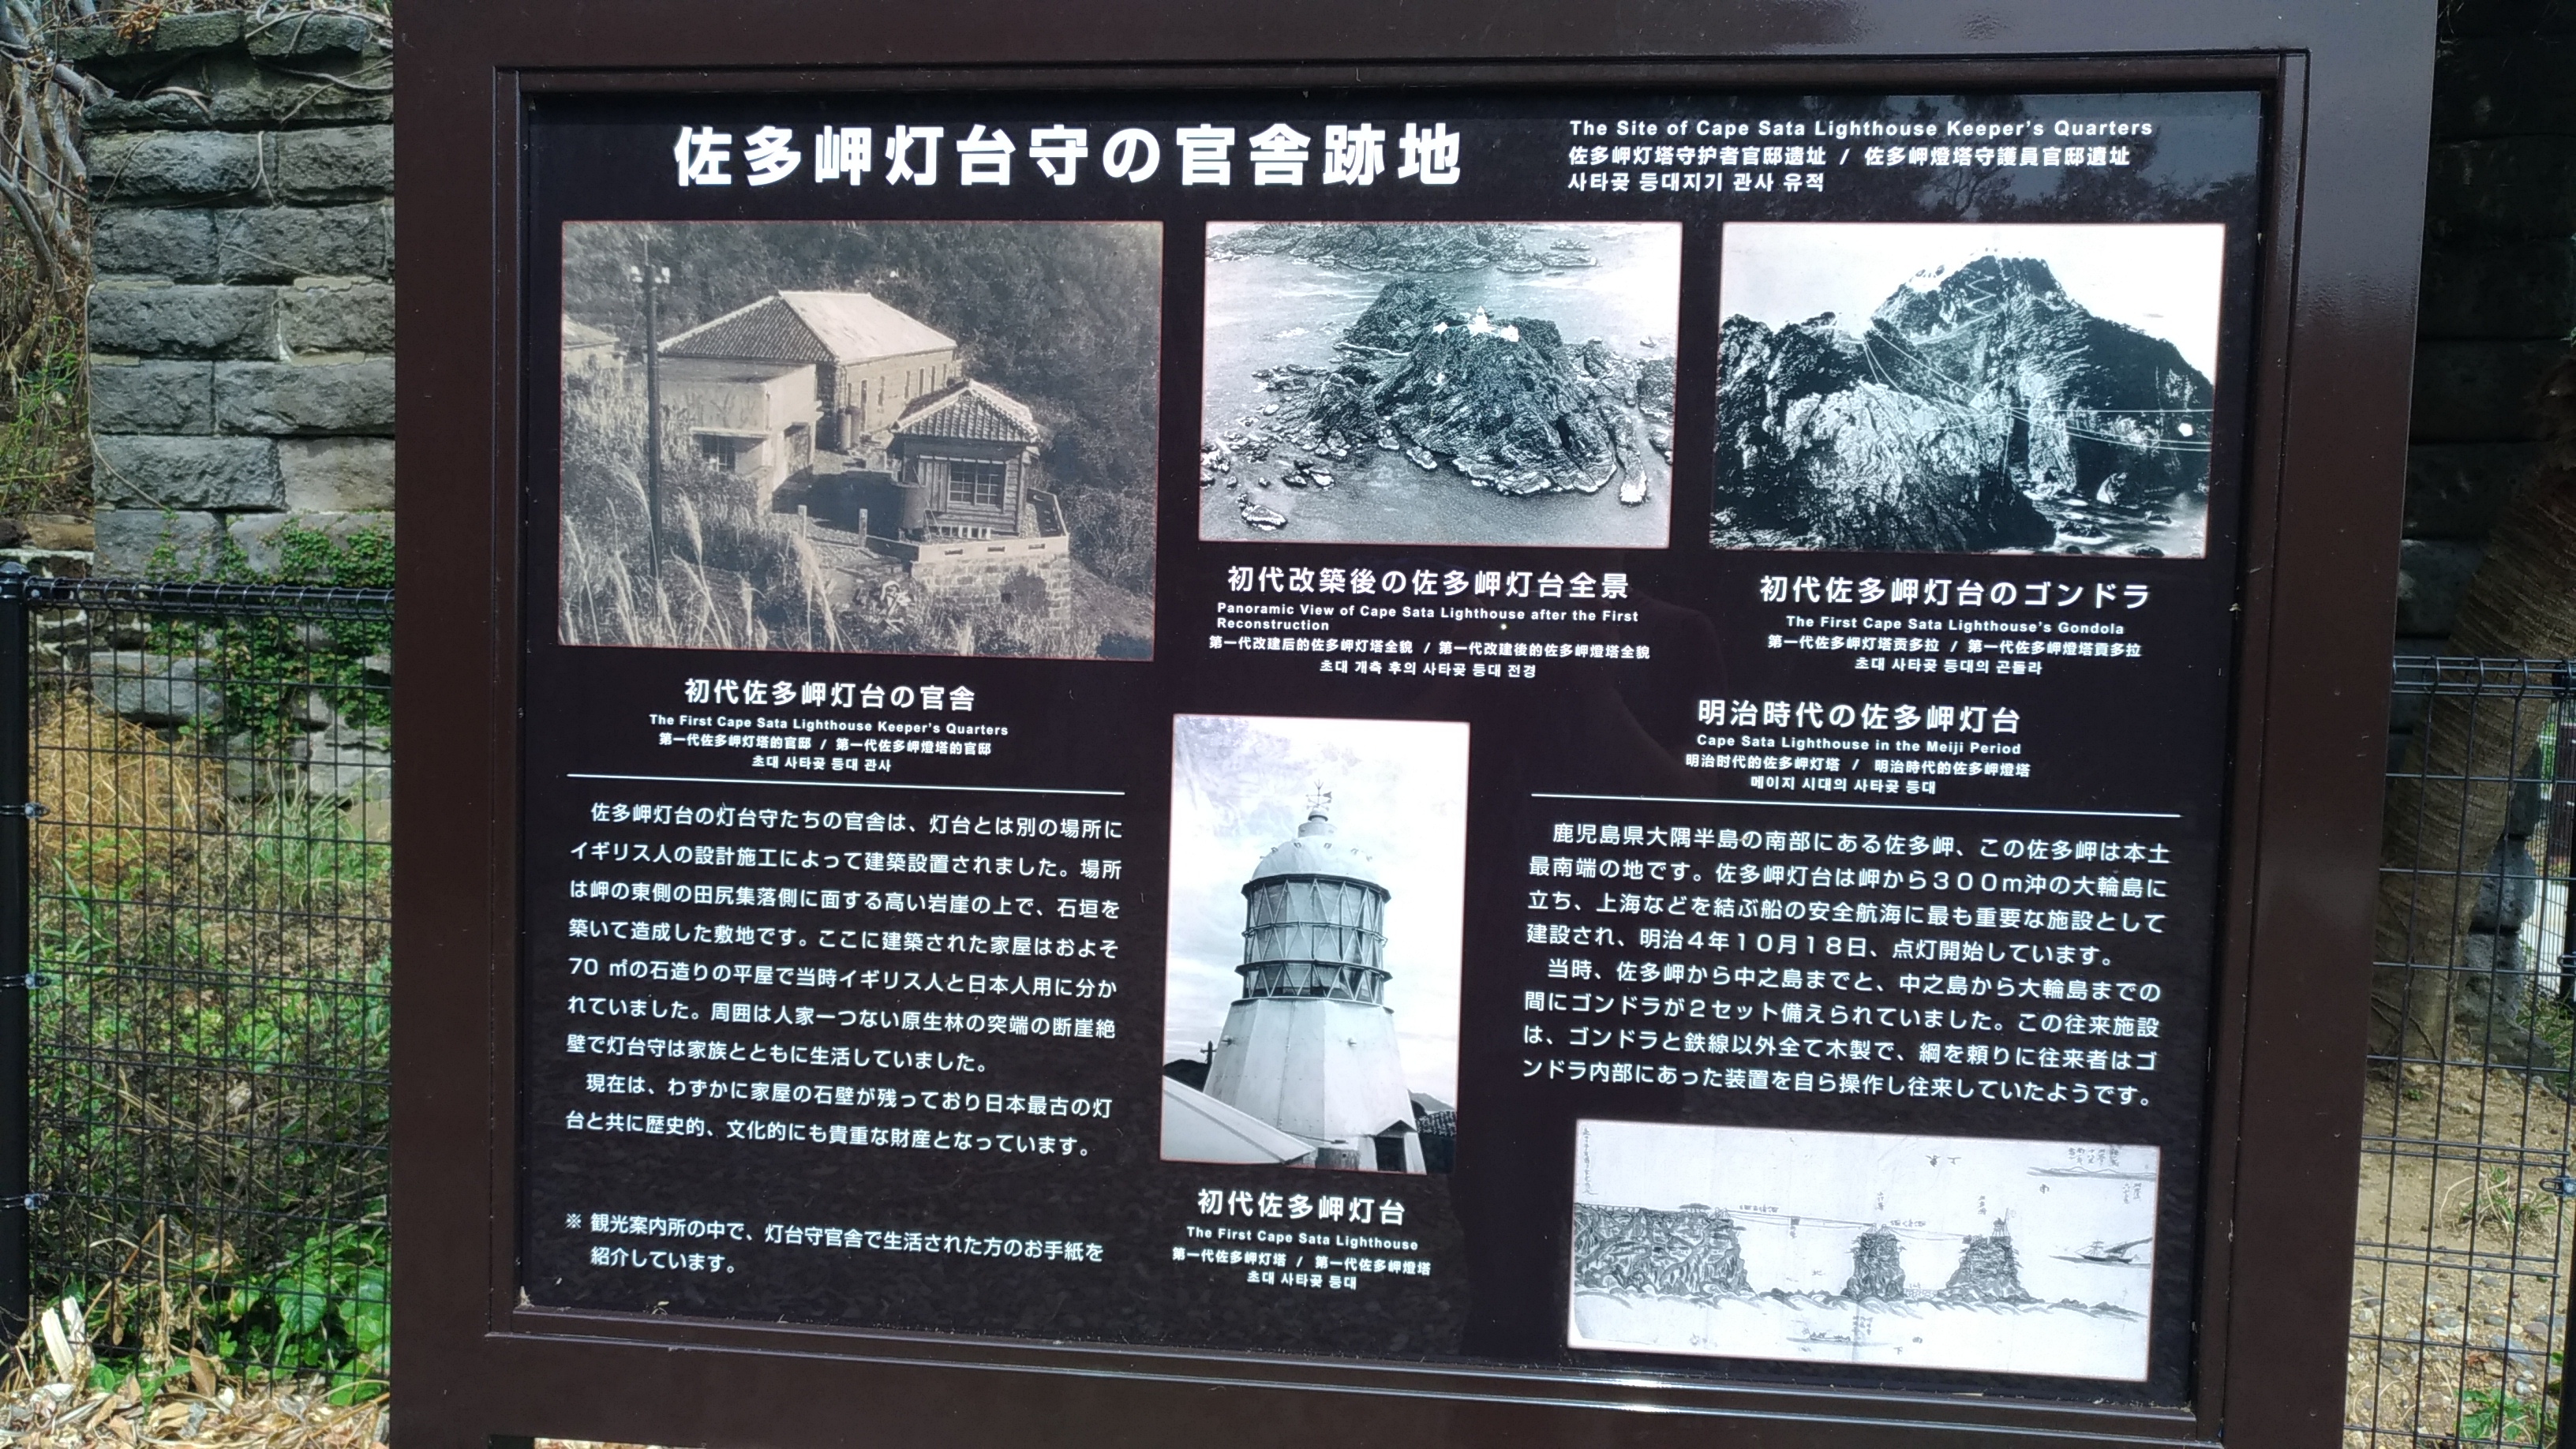 佐多岬灯台守の官舎跡地
The Site of Cape Sata Lighthouse Keeper's Quarters
佐多岬灯塔守护者官邸遗址 / 佐多岬燈塔守護員官邸遺址
사타곶 등대지기 관사 유적
初代佐多岬灯台の官舎
The First Cape Sata Lighthouse Keeper's Quarters
第一代佐多岬灯塔的官邸 / 第一代佐多岬燈塔的官邸
초대 사타곶 등대 관사
佐多岬灯台の灯台守たちの官舎は、灯台とは別の場所に
イギリス人の設計施工によって建築設置されました。場所
は岬の東側の田尻集落側に面する高い岩崖の上で、石垣を
築いて造成した敷地です。ここに建築された家屋はおよそ
70 ㎡の石造りの平屋で当時イギリス人と日本人用に分か
れていました。周囲は人家一つない原生林の突端の断崖絶
壁で灯台守は家族とともに生活していました。
現在は、わずかに家屋の石壁が残っており日本最古の灯
台と共に歴史的、文化的にも貴重な財産となっています。
※ 観光案内所の中で、灯台守官舎で生活された方のお手紙を
紹介しています。
初代改築後の佐多岬灯台全景
Panoramic View of Cape Sata Lighthouse after the First
Reconstruction
第一代改建后的佐多岬灯塔全貌 / 第一代改建後的佐多岬燈塔全貌
초대 개축 후의 사타곶 등대 전경
初代佐多岬灯台
The First Cape Sata Lighthouse
第一代佐多岬灯塔 / 第一代佐多岬燈塔
초대 사타곶 등대
初代佐多岬灯台のゴンドラ
The First Cape Sata Lighthouse's Gondola
第一代佐多岬灯塔贡多拉 / 第一代佐多岬燈塔貢多拉
초대 사타곶 등대의 곤돌라
明治時代の佐多岬灯台
Cape Sata Lighthouse in the Meiji Period
明治时代的佐多岬灯塔 / 明治時代的佐多岬燈塔
메이지 시대의 사타곶 등대
鹿児島県大隅半島の南部にある佐多岬、この佐多岬は本土
最南端の地です。佐多岬灯台は岬から３００ｍ沖の大輪島に
立ち、上海などを結ぶ船の安全航海に最も重要な施設として
建設され、明治４年１０月１８日、点灯開始しています。
当時、佐多岬から中之島までと、中之島から大輪島までの
間にゴンドラが２セット備えられていました。この往来施設
は、ゴンドラと鉄線以外全て木製で、綱を頼りに往来者はゴ
ンドラ内部にあった装置を自ら操作し往来していたようです。